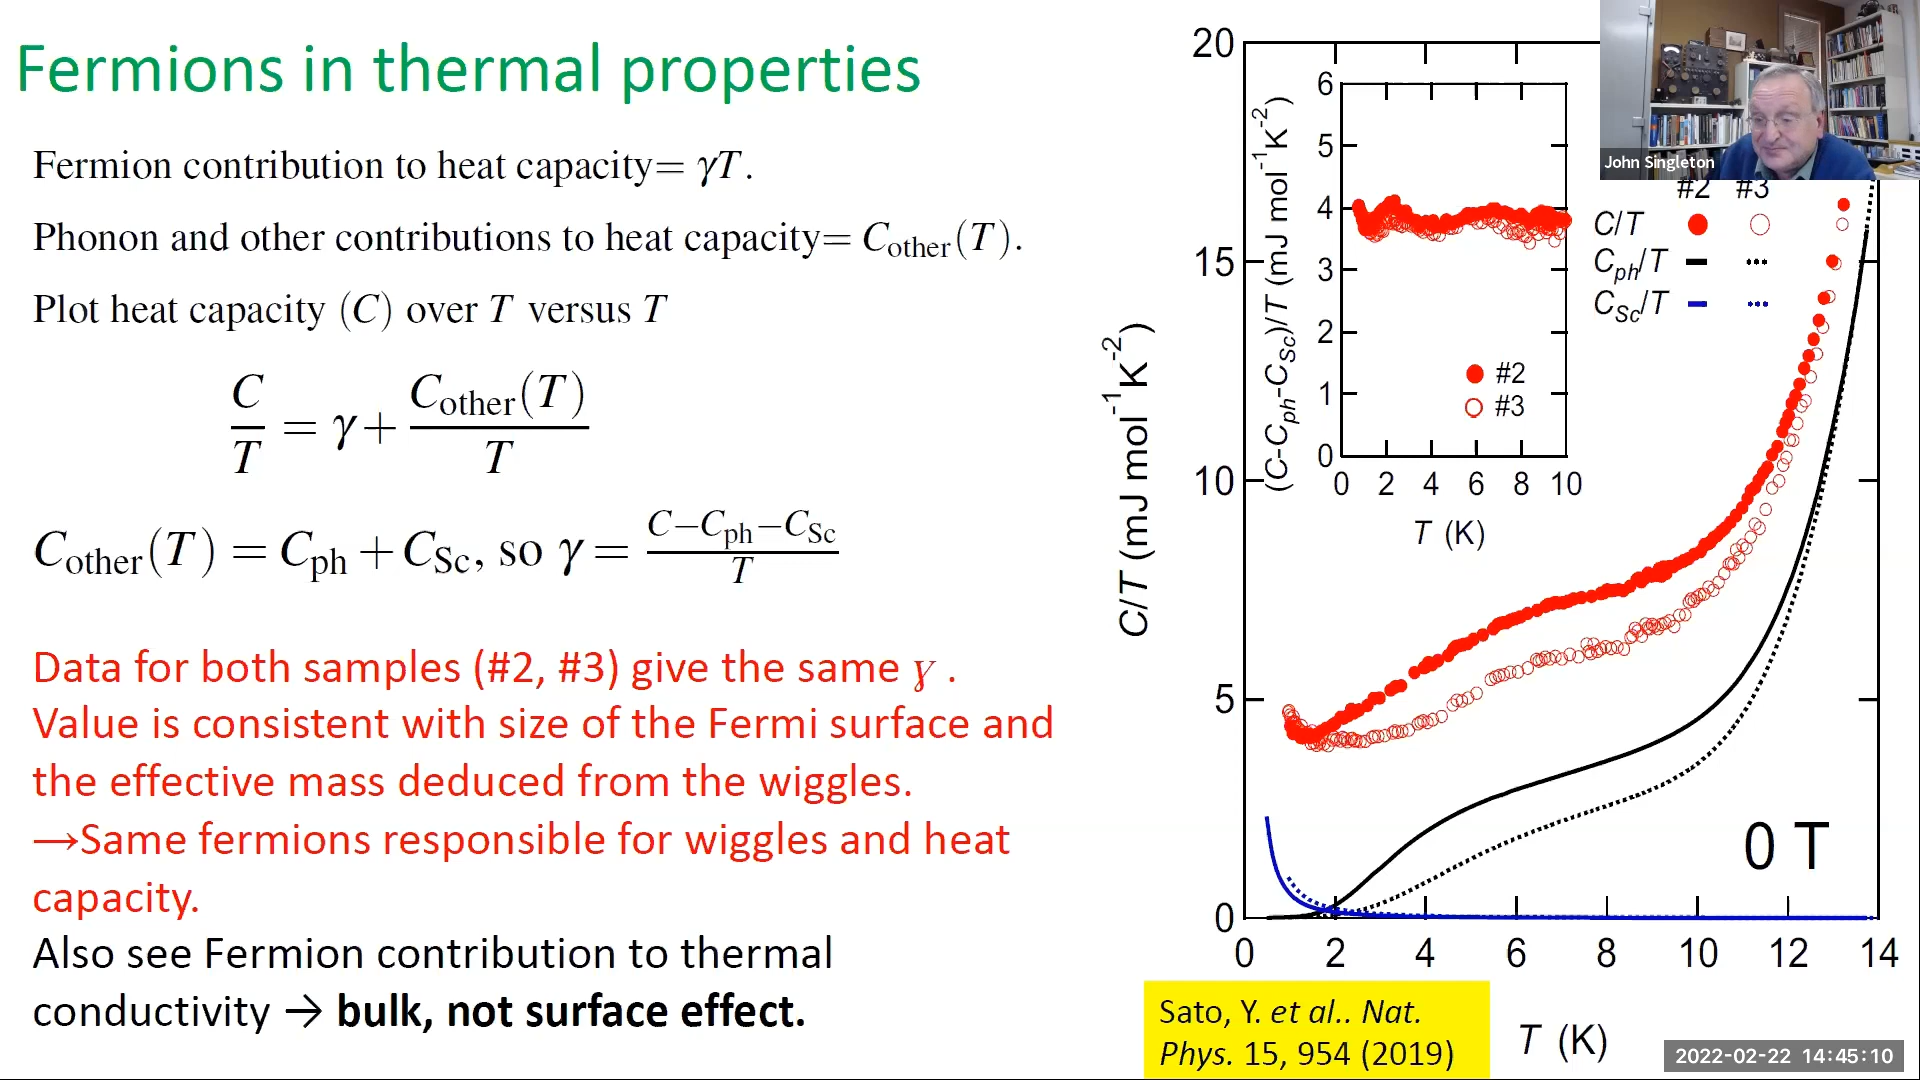 Fermions in thermal properties
Fermion contribution to heat capacity= γT.
Phonon and other contributions to heat capacity= C_other(T).
Plot heat capacity (C) over T versus T
C/T = γ + C_other(T)/T
C_other(T) = C_ph + C_Sc, so γ = (C−C_ph−C_Sc)/T
Data for both samples (#2, #3) give the same γ .
Value is consistent with size of the Fermi surface and
the effective mass deduced from the wiggles.
→Same fermions responsible for wiggles and heat
capacity.
Also see Fermion contribution to thermal
conductivity → bulk, not surface effect.
C/T (mJ mol⁻¹K⁻²)
20
15
10
5
0
0 2 4 6 8 10 12 14
T (K)
(C-C_ph-C_Sc)/T (mJ mol⁻¹K⁻²)
6
5
4
3
2
1
0
0 2 4 6 8 10
T (K)
#2
#3
John Singleton
#2 #3
C/T
C_ph/T
C_Sc/T
0 T
Sato, Y. et al.. Nat.
Phys. 15, 954 (2019)
2022-02-22 14:45:10